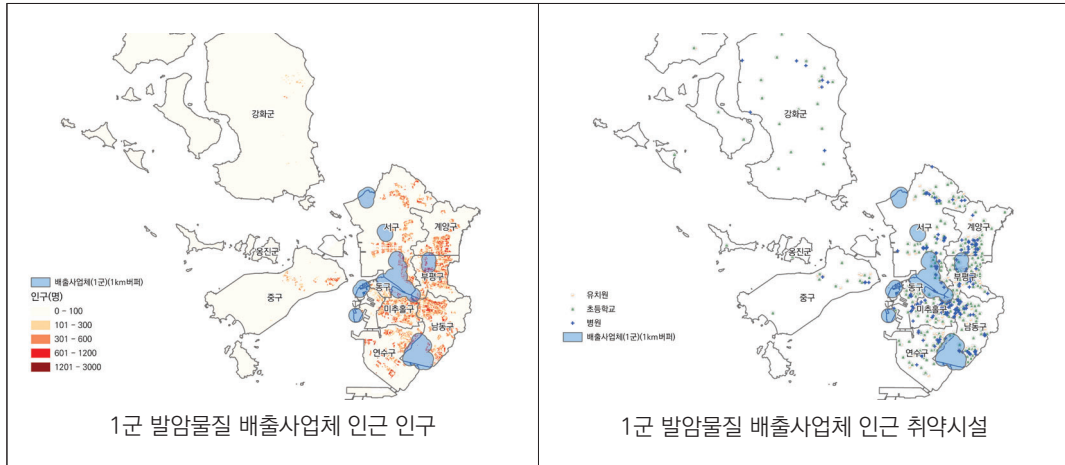 강화군
서구
계양구
옹진군
부평구
중구
동구
미추홀구
남동구
연수구
배출사업체(1군)(1km버퍼)
인구(명)
0 - 100
101 - 300
301 - 600
601 - 1200
1201 - 3000
1군 발암물질 배출사업체 인근 인구
강화군
서구
계양구
옹진군
부평구
중구
동구
미추홀구
남동구
연수구
유치원
초등학교
병원
배출사업체(1군)(1km버퍼)
1군 발암물질 배출사업체 인근 취약시설